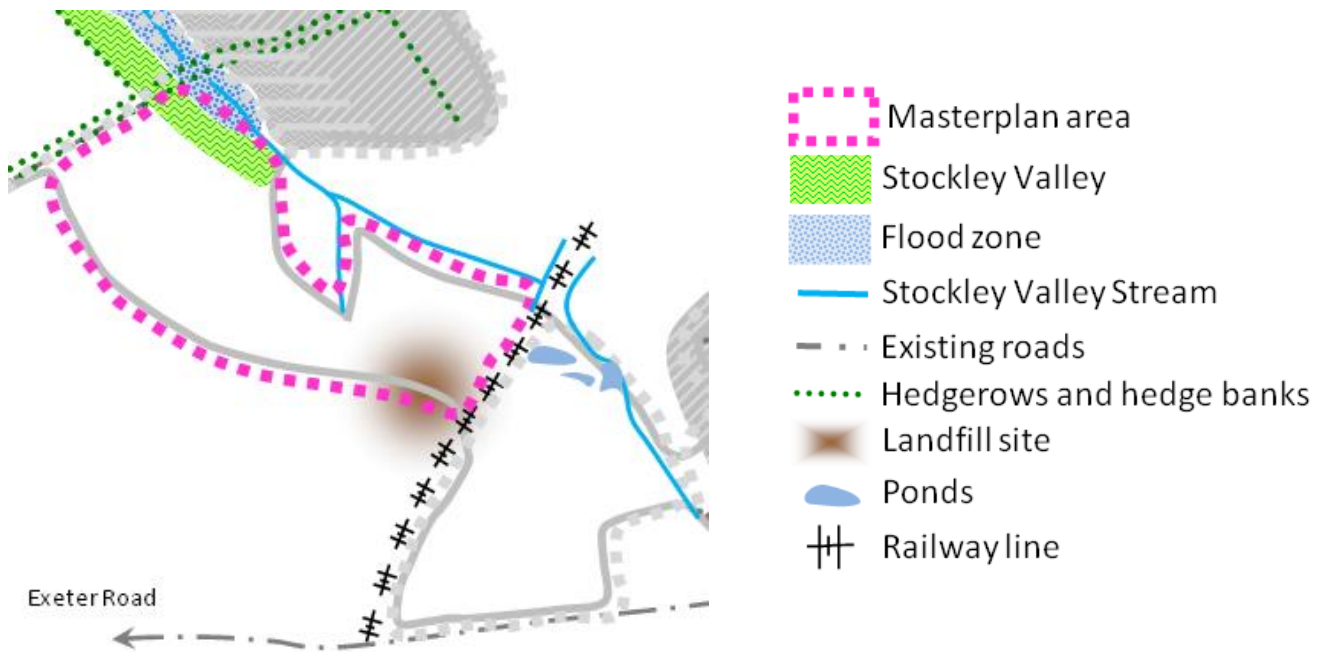 Masterplan area
Stockley Valley
Flood zone
Stockley Valley Stream
Existing roads
Hedgerows and hedge banks
Landfill site
Ponds
Railway line
Exeter Road